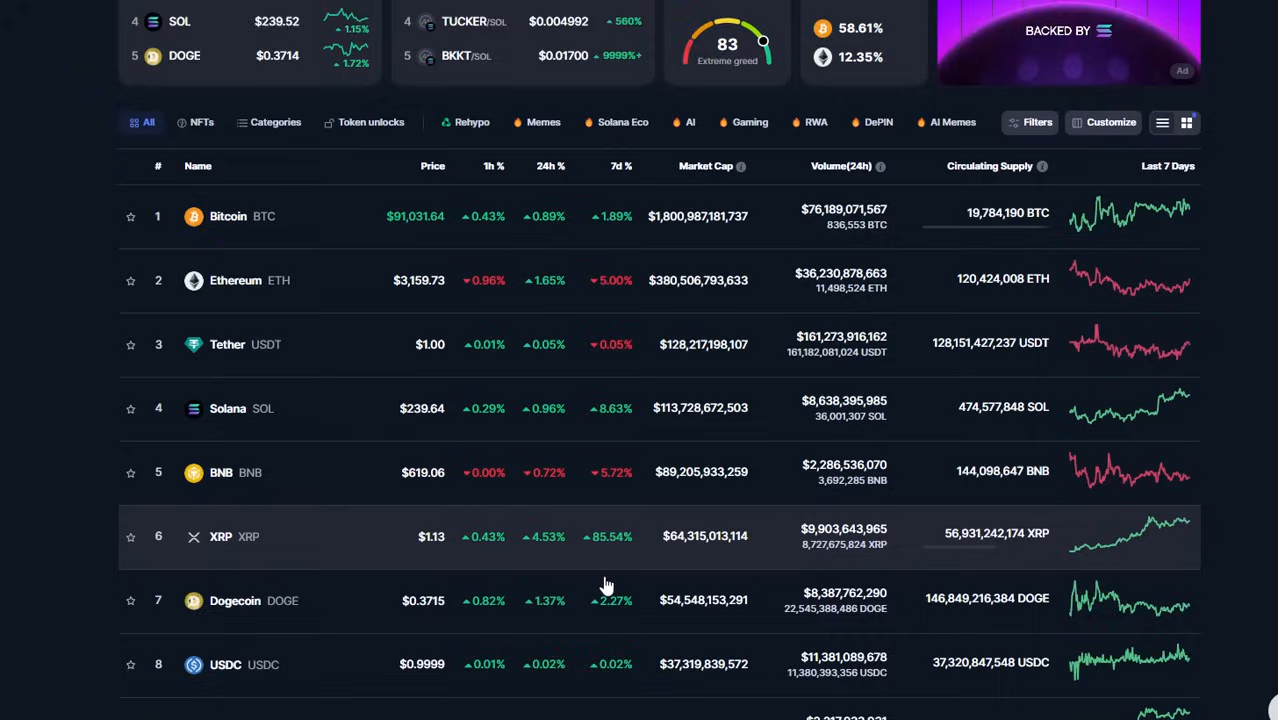 4 SOL $239.52 1.15%
5 DOGE $0.3714 1.72%
4 TUCKER/SOL $0.004992 560%
5 BKKT/SOL $0.01700 9999%+
83
Extreme greed
58.61%
12.35%
BACKED BY
Ad
All NFTs Categories Token unlocks Rehypo Memes Solana Eco AI Gaming RWA DePIN AI Memes Filters Customize
# Name Price 1h % 24h % 7d % Market Cap Volume(24h) Circulating Supply Last 7 Days
1 Bitcoin BTC $91,031.64 0.43% 0.89% 1.89% $1,800,987,181,737 $76,189,071,567 19,784,190 BTC
836,553 BTC
2 Ethereum ETH $3,159.73 0.96% 1.65% 5.00% $380,506,793,633 $36,230,878,663 120,424,008 ETH
11,498,524 ETH
3 Tether USDT $1.00 0.01% 0.05% 0.05% $128,217,198,107 $161,273,916,162 128,151,427,237 USDT
161,182,081,024 USDT
4 Solana SOL $239.64 0.29% 0.96% 8.63% $113,728,672,503 $8,638,395,985 474,577,848 SOL
36,001,307 SOL
5 BNB BNB $619.06 0.00% 0.72% 5.72% $89,205,933,259 $2,286,536,070 144,098,647 BNB
3,692,285 BNB
6 XRP XRP $1.13 0.43% 4.53% 85.54% $64,315,013,114 $9,903,643,965 56,931,242,174 XRP
8,727,675,824 XRP
7 Dogecoin DOGE $0.3715 0.82% 1.37% 2.27% $54,548,153,291 $8,387,762,290 146,849,216,384 DOGE
22,545,388,486 DOGE
8 USDC USDC $0.9999 0.01% 0.02% 0.02% $37,319,839,572 $11,381,089,678 37,320,847,548 USDC
11,380,393,356 USDC